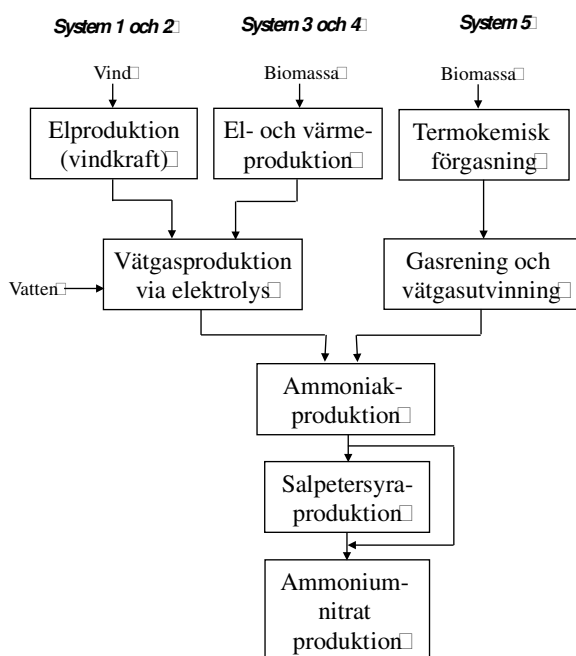 System 1 och 2
System 3 och 4
System 5
Vind
Biomassa
Biomassa
Elproduktion
(vindkraft)
El- och värme-
produktion
Termokemisk
förgasning
Vatten
Vätgasproduktion
via elektrolys
Gasrening och
vätgasutvinning
Ammoniak-
produktion
Salpetersyra-
produktion
Ammonium-
nitrat
produktion